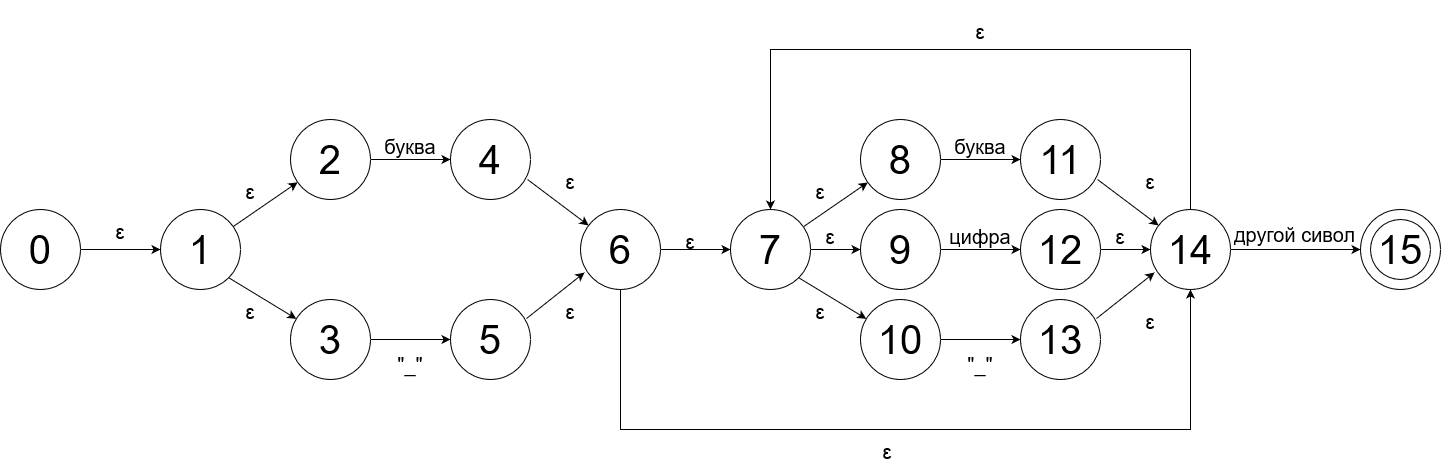 ε
2
буква
4
8
буква
11
ε
ε
ε
ε
0
ε
1
6
ε
7
ε
9
цифра
12
ε
14
другой сивол
15
ε
3
"_"
5
ε
ε
10
"_"
13
ε
ε